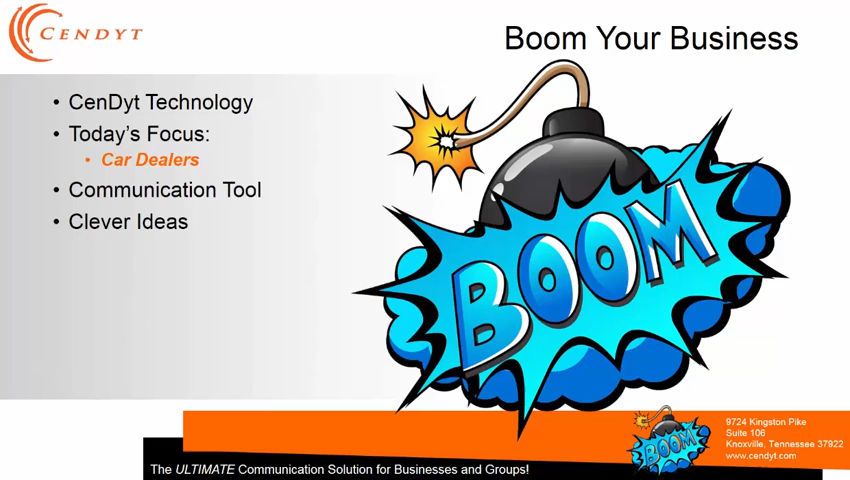 CENDYT
Boom Your Business
• CenDyt Technology
• Today's Focus:
• Car Dealers
• Communication Tool
• Clever Ideas
BOOM
BOOM
9724 Kingston Pike
Suite 106
Knoxville, Tennessee 37922
www.cendyt.com
The ULTIMATE Communication Solution for Businesses and Groups!